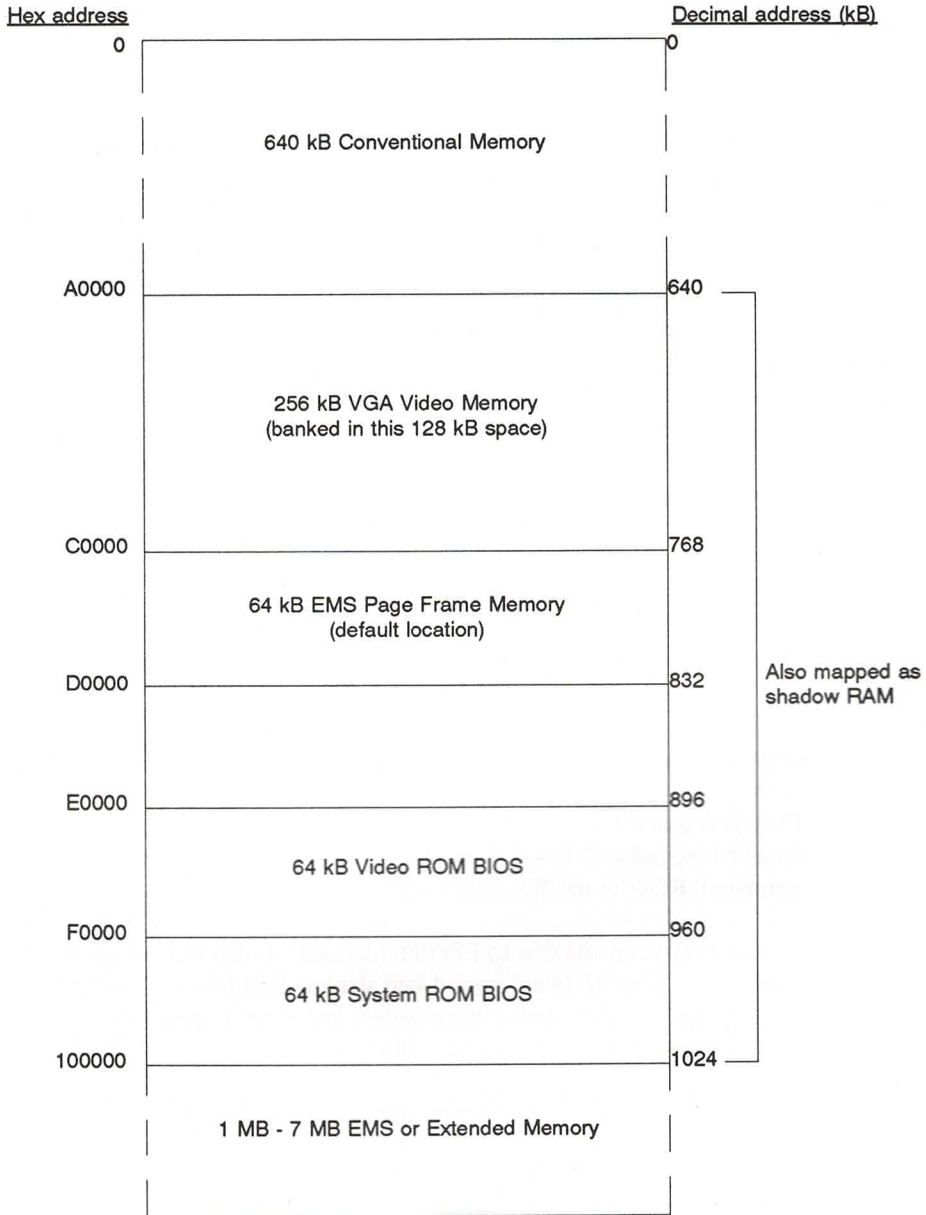 Hex address
Decimal address (kB)
0
0
640 kB Conventional Memory
A0000
640
256 kB VGA Video Memory
(banked in this 128 kB space)
C0000
768
64 kB EMS Page Frame Memory
(default location)
D0000
832
Also mapped as
shadow RAM
E0000
896
64 kB Video ROM BIOS
F0000
960
64 kB System ROM BIOS
100000
1024
1 MB - 7 MB EMS or Extended Memory